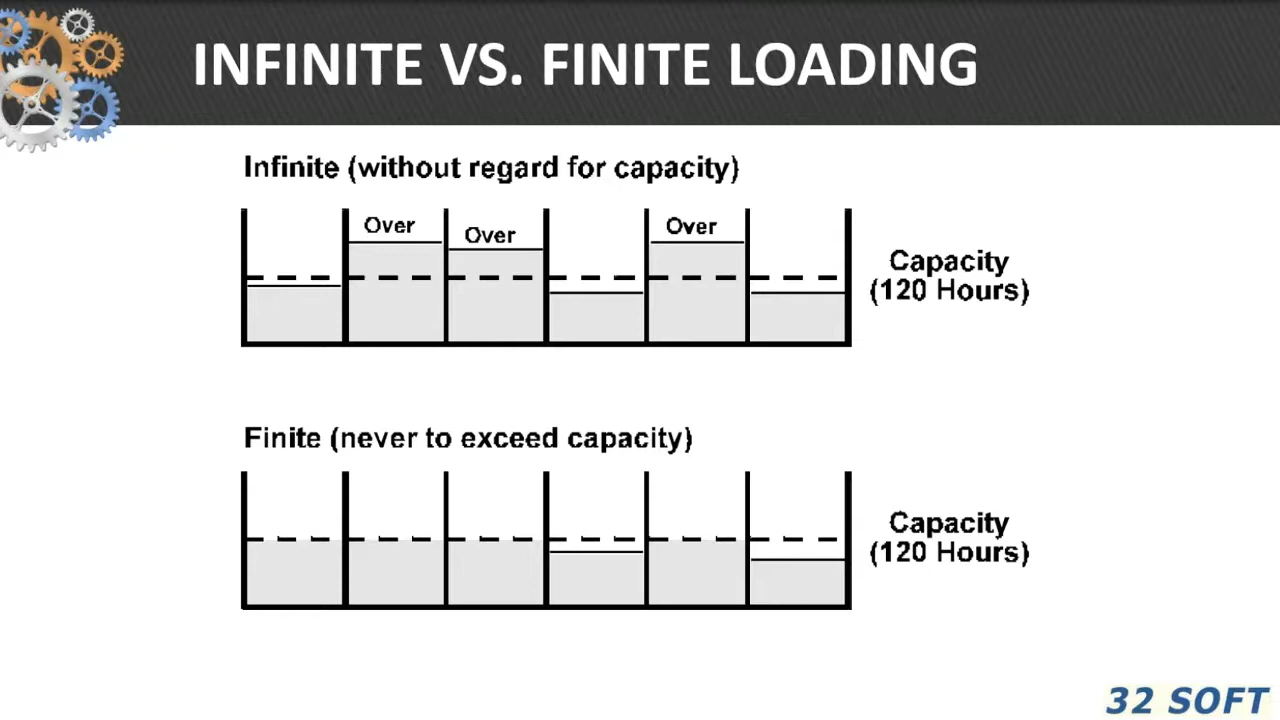 INFINITE VS. FINITE LOADING
Infinite (without regard for capacity)
Over
Over
Over
Capacity
(120 Hours)
Finite (never to exceed capacity)
Capacity
(120 Hours)
32 SOFT